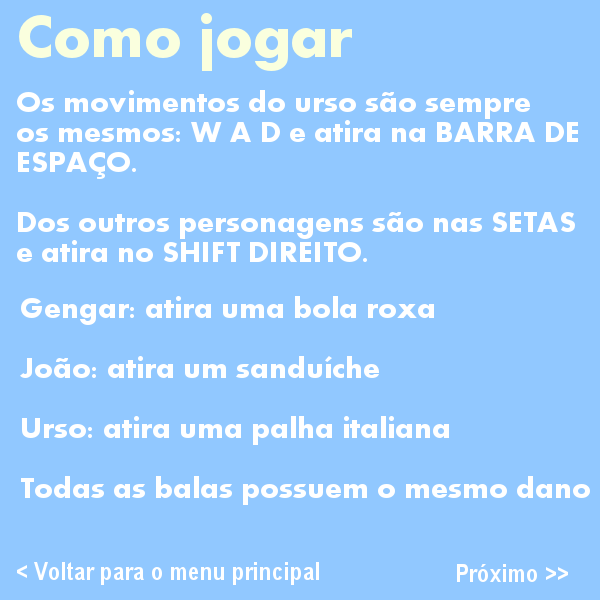 Como jogar
Os movimentos do urso são sempre
os mesmos: W A D e atira na BARRA DE
ESPAÇO.
Dos outros personagens são nas SETAS
e atira no SHIFT DIREITO.
Gengar: atira uma bola roxa
João: atira um sanduíche
Urso: atira uma palha italiana
Todas as balas possuem o mesmo dano
< Voltar para o menu principal
Próximo >>